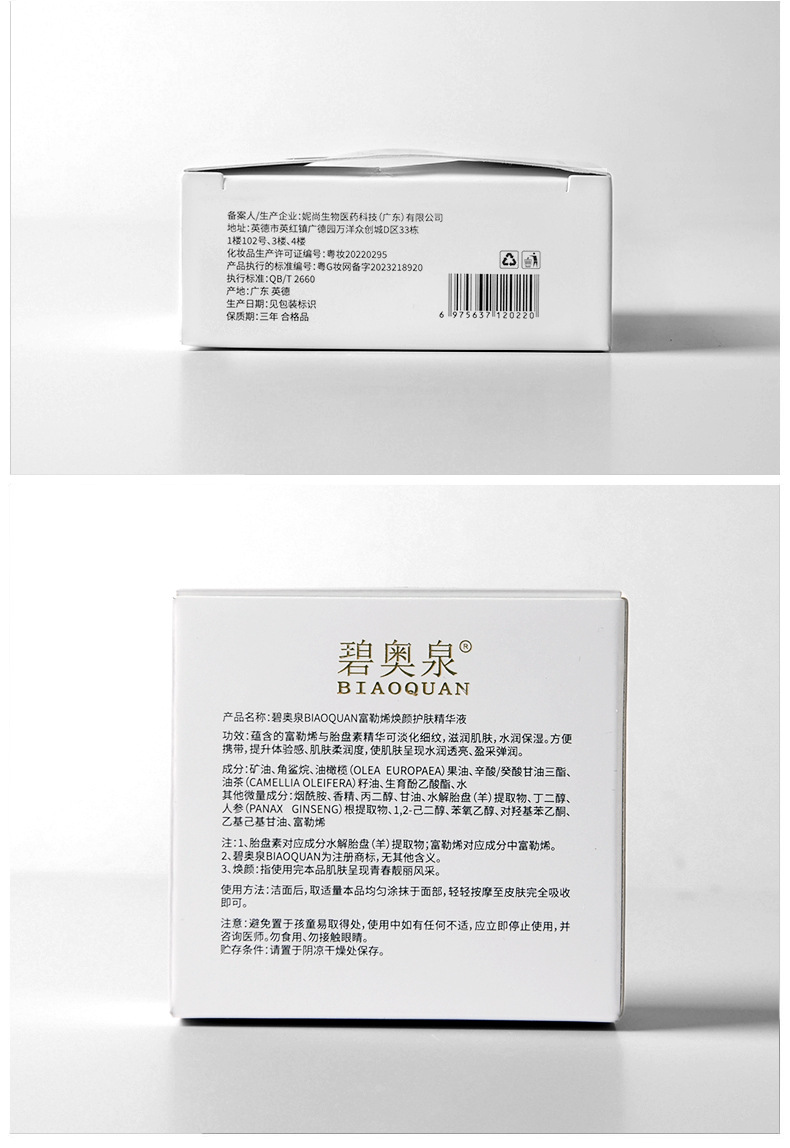 备案人/生产企业:妮尚生物医药科技(广东)有限公司
地址:英德市英红镇广德园万洋众创城D区33栋
1楼102号、3楼、4楼
化妆品生产许可证编号:粤妆20220295
产品执行的标准编号:粤G妆网备字2023218920
执行标准:QB/T 2660
产地:广东 英德
生产日期:见包装标识
保质期:三年 合格品
6 975637 120220
碧奥泉®
BIAOQUAN
产品名称:碧奥泉BIAOQUAN富勒烯焕颜护肤精华液
功效:蕴含的富勒烯与胎盘素精华可淡化细纹,滋润肌肤,水润保湿。方便
携带,提升体验感、肌肤柔润度,使肌肤呈现水润透亮、盈采弹润。
成分:矿油、角鲨烷、油橄榄(OLEA EUROPAEA)果油、辛酸/癸酸甘油三酯、
油茶(CAMELLIA OLEIFERA)籽油、生育酚乙酸酯、水
其他微量成分:烟酰胺、香精、丙二醇、甘油、水解胎盘(羊)提取物、丁二醇、
人参(PANAX GINSENG)根提取物、1,2-己二醇、苯氧乙醇、对羟基苯乙酮、
乙基己基甘油、富勒烯
注:1、胎盘素对应成分水解胎盘(羊)提取物;富勒烯对应成分中富勒烯。
2、碧奥泉BIAOQUAN为注册商标,无其他含义。
3、焕颜:指使用完本品肌肤呈现青春靓丽风采。
使用方法:洁面后,取适量本品均匀涂抹于面部,轻轻按摩至皮肤完全吸收
即可。
注意:避免置于孩童易取得处,使用中如有任何不适,应立即停止使用,并
咨询医师。勿食用、勿接触眼睛。
贮存条件:请置于阴凉干燥处保存。